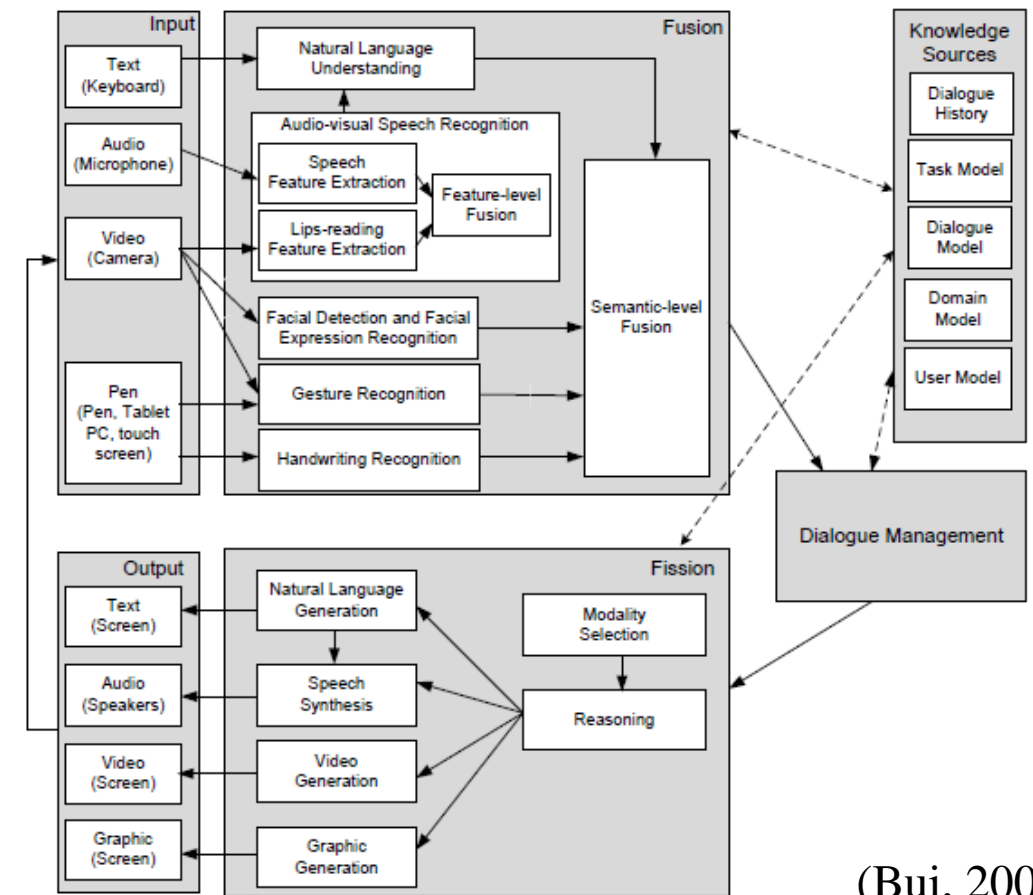 Input
Text
(Keyboard)
Audio
(Microphone)
Video
(Camera)
Pen
(Pen, Tablet
PC, touch
screen)
Fusion
Natural Language
Understanding
Audio-visual Speech Recognition
Speech
Feature Extraction
Lips-reading
Feature Extraction
Feature-level
Fusion
Facial Detection and Facial
Expression Recognition
Gesture Recognition
Handwriting Recognition
Semantic-level
Fusion
Knowledge
Sources
Dialogue
History
Task Model
Dialogue
Model
Domain
Model
User Model
Dialogue Management
Output
Text
(Screen)
Audio
(Speakers)
Video
(Screen)
Graphic
(Screen)
Fission
Natural Language
Generation
Speech
Synthesis
Video
Generation
Graphic
Generation
Modality
Selection
Reasoning
(Bui, 200